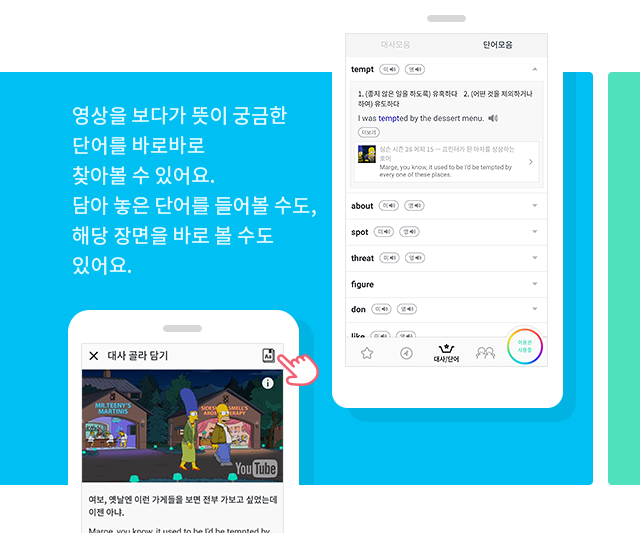 영상을 보다가 뜻이 궁금한
단어를 바로바로
찾아볼 수 있어요.
담아 놓은 단어를 들어볼 수도,
해당 장면을 바로 볼 수도
있어요.
대사모음 단어모음
tempt 미 영
1. (좋지 않은 일을 하도록) 유혹하다 2. (어떤 것을 제의하거나
하여) 유도하다
I was tempted by the dessert menu.
더보기
심슨 시즌 28 에피 15 – 프린터가 된 마지를 상상하는
호머
Marge, you know, it used to be I'd be tempted by
every one of these places.
about 미 영
spot 미 영
threat 미 영
figure
don 미 영
like 미 영
대사/단어
이용권
사용중
대사 골라 담기
Aa
MR.TEENY'S
MARTINIS
YouTube
여보, 옛날엔 이런 가게들을 보면 전부 가보고 싶었는데
이젠 아냐.
Marge, you know, it used to be I'd be tempted by